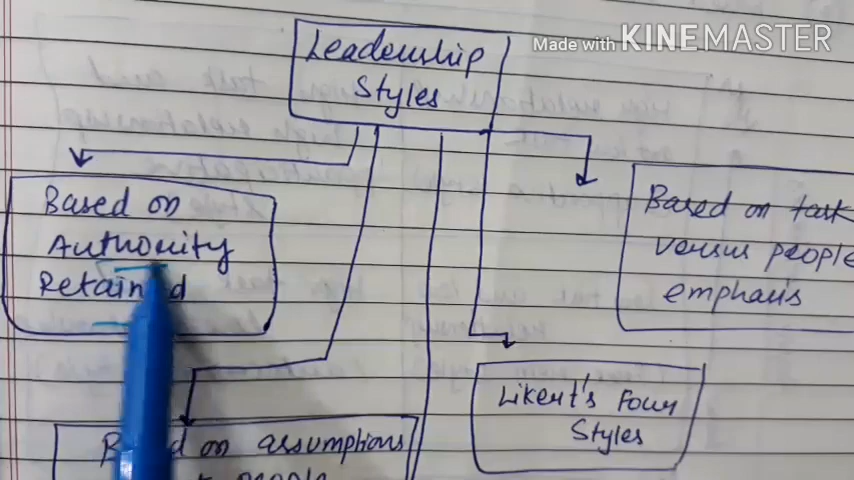 Leadership
Styles
Made with KINEMASTER
Based on
Authority
Retained
Based on task
versus people
emphasis
Likert's Four
Styles
on assumptions
people